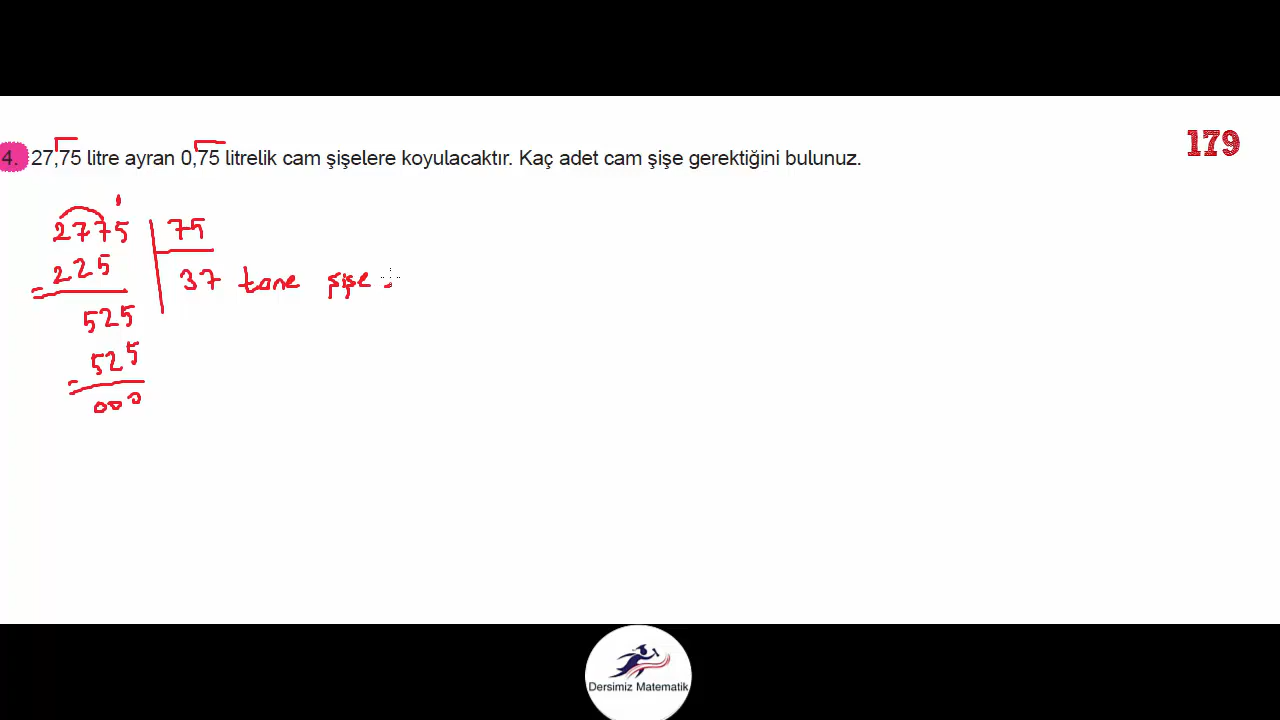 179
4. 27,75 litre ayran 0,75 litrelik cam şişelere koyulacaktır. Kaç adet cam şişe gerektiğini bulunuz.
2775 75
225 37 tane şişe
525
525
000
Dersimiz Matematik